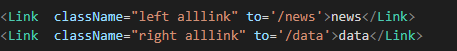 <Link  className="left alllink" to='/news'>news</Link>
<Link  className="right alllink" to='/data'>data</Link>